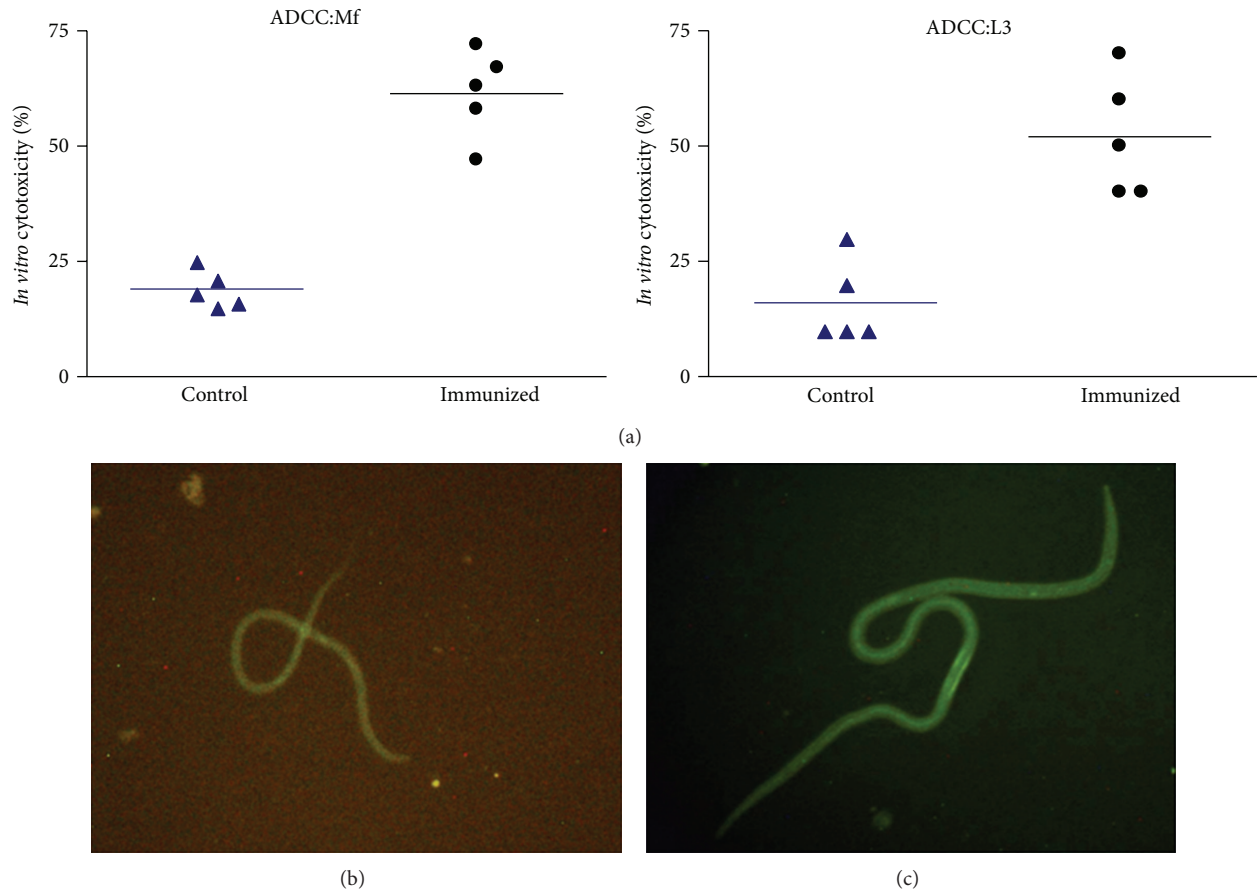 ADCC:Mf
75
50
25
0
In vitro cytotoxicity (%)
Control
Immunized
ADCC:L3
75
50
25
0
In vitro cytotoxicity (%)
Control
Immunized
(a)
(b)
(c)